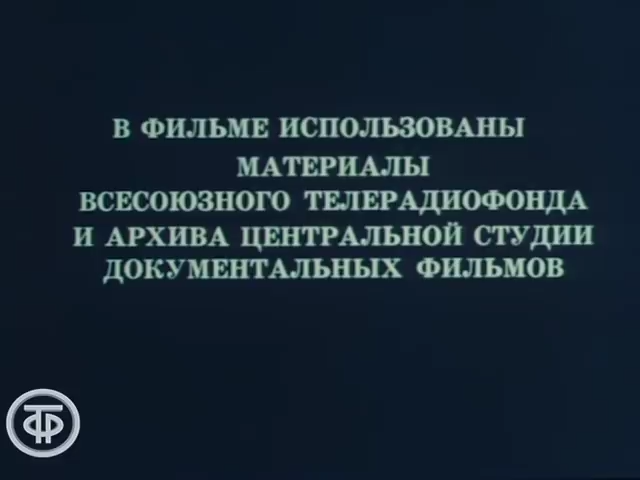 В ФИЛЬМЕ ИСПОЛЬЗОВАНЫ
МАТЕРИАЛЫ
ВСЕСОЮЗНОГО ТЕЛЕРАДИОФОНДА
И АРХИВА ЦЕНТРАЛЬНОЙ СТУДИИ
ДОКУМЕНТАЛЬНЫХ ФИЛЬМОВ